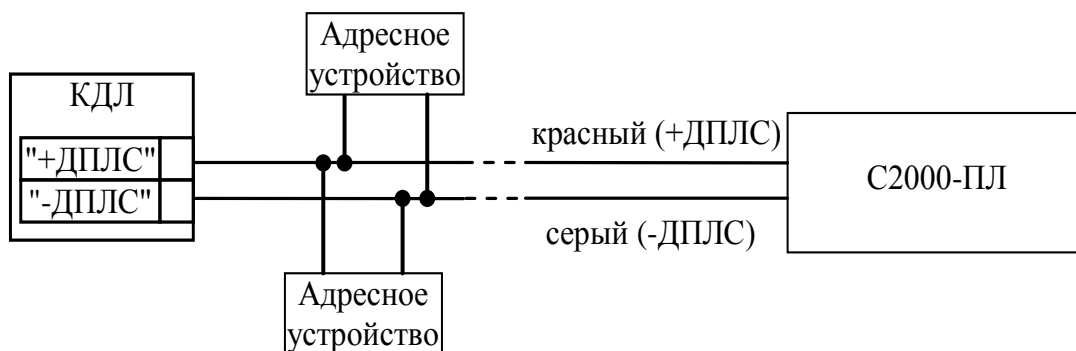 Адресное
устройство
КДЛ
"+ДПЛС"
"-ДПЛС"
красный (+ДПЛС)
С2000-ПЛ
серый (-ДПЛС)
Адресное
устройство